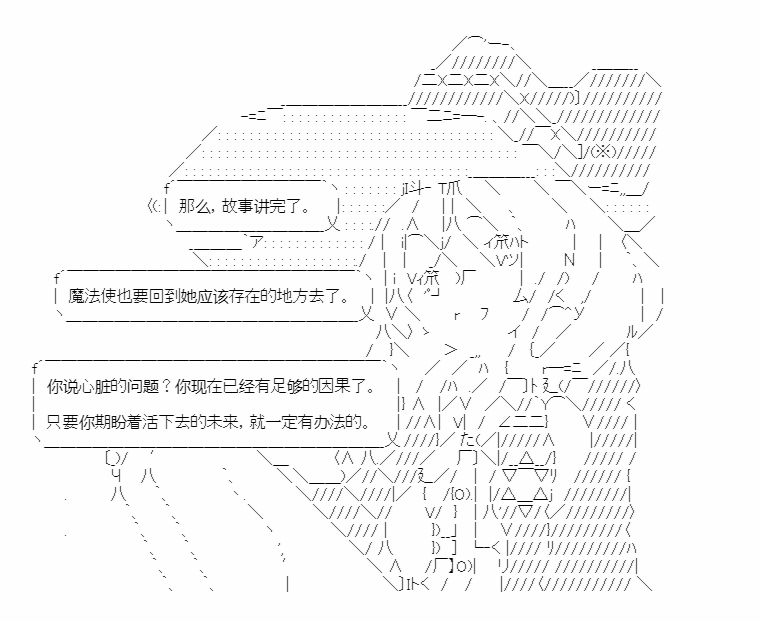 那么，故事讲完了。
魔法使也要回到她应该存在的地方去了。
你说心脏的问题？你现在已经有足够的因果了。
只要你期盼着活下去的未来，就一定有办法的。